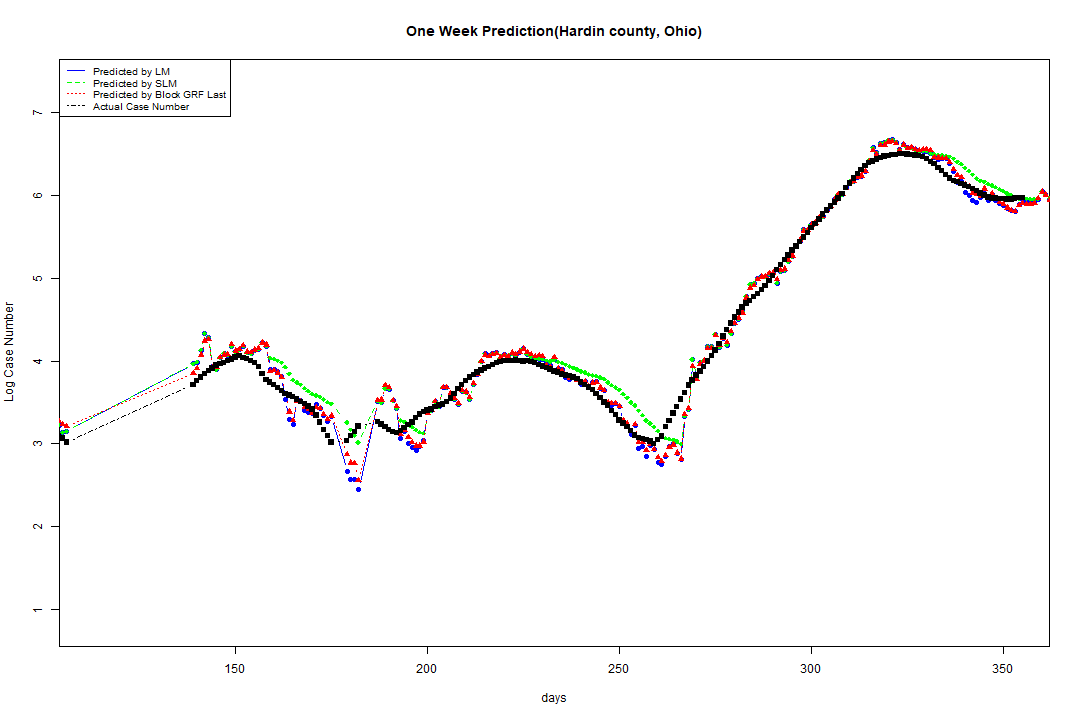 One Week Prediction(Hardin county, Ohio)
Predicted by LM
Predicted by SLM
Predicted by Block GRF Last
Actual Case Number
7
6
5
4
3
2
1
Log Case Number
150
200
250
300
350
days